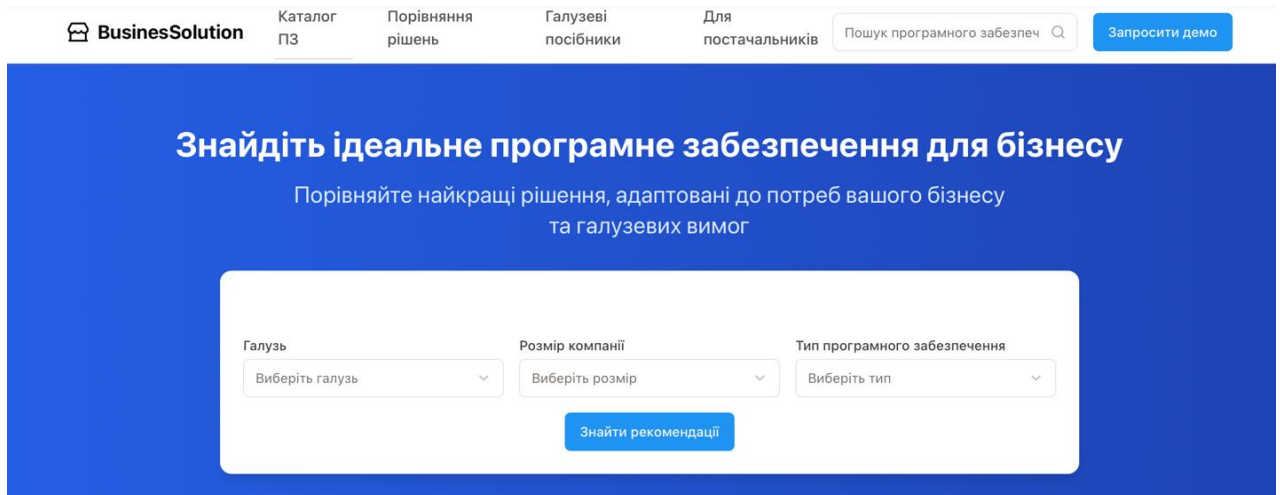 BusinesSolution
Каталог
ПЗ
Порівняння
рішень
Галузеві
посібники
Для
постачальників
Пошук програмного забезпеч
Запросити демо
Знайдіть ідеальне програмне забезпечення для бізнесу
Порівняйте найкращі рішення, адаптовані до потреб вашого бізнесу
та галузевих вимог
Галузь
Виберіть галузь
Розмір компанії
Виберіть розмір
Тип програмного забезпечення
Виберіть тип
Знайти рекомендації